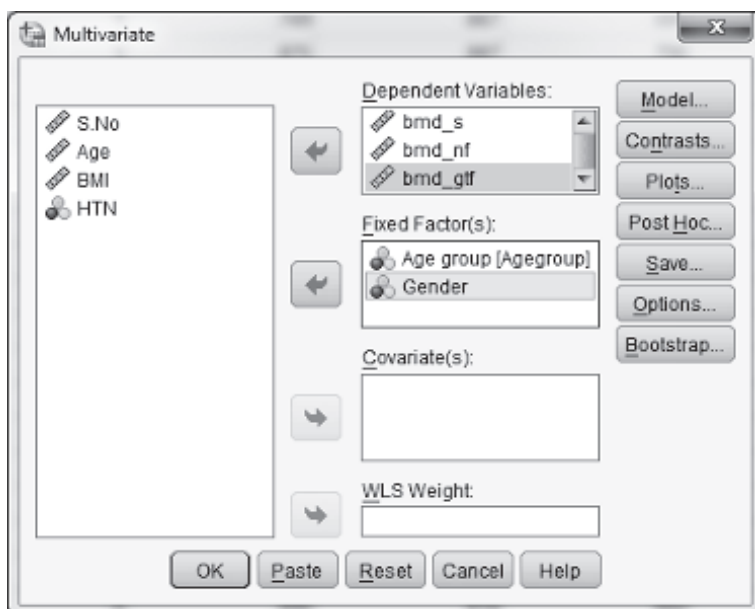 Multivariate
S.No
Age
BMI
HTN
Dependent Variables:
bmd_s
bmd_nf
bmd_gtf
Fixed Factor(s):
Age group [Agegroup]
Gender
Covariate(s):
WLS Weight:
Model...
Contrasts...
Plots...
Post Hoc...
Save...
Options...
Bootstrap...
OK
Paste
Reset
Cancel
Help